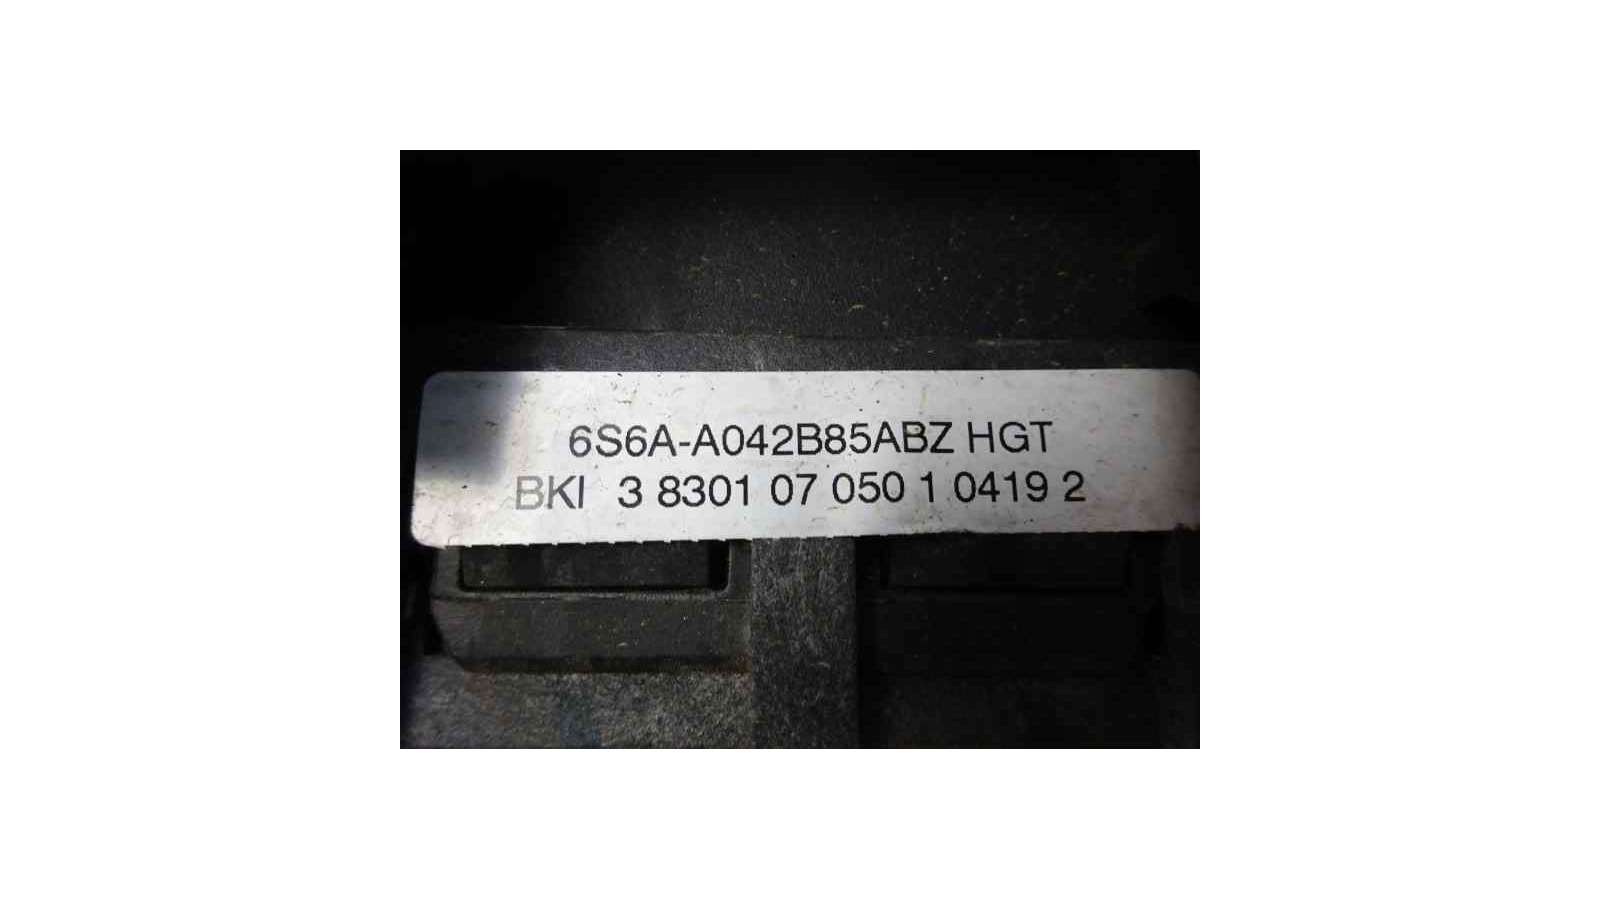 6S6A-A042B85ABZ HGT
BKI 3 8301 07 050 1 0419 2